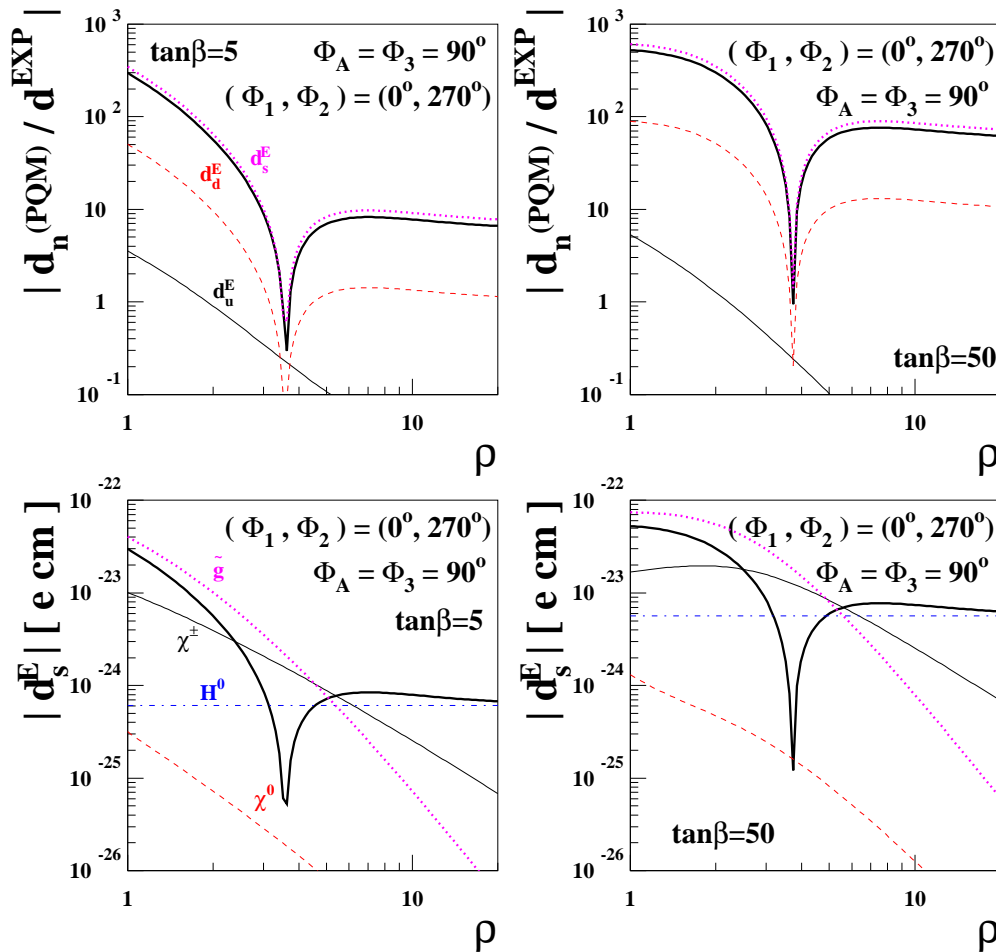 | d_n (PQM) / d^EXP |
10^3
10^2
10
1
10^-1
tanβ=5
Φ_A = Φ_3 = 90°
( Φ_1 , Φ_2 ) = (0°, 270°)
d_s^E
d_d^E
d_u^E
1
10
ρ
| d_n (PQM) / d^EXP |
10^3
10^2
10
1
10^-1
( Φ_1 , Φ_2 ) = (0°, 270°)
Φ_A = Φ_3 = 90°
tanβ=50
1
10
ρ
| d_s^E | [ e cm ]
10^-22
10^-23
10^-24
10^-25
10^-26
( Φ_1 , Φ_2 ) = (0°, 270°)
Φ_A = Φ_3 = 90°
tanβ=5
g̃
χ^±
H^0
χ^0
1
10
ρ
| d_s^E | [ e cm ]
10^-22
10^-23
10^-24
10^-25
10^-26
( Φ_1 , Φ_2 ) = (0°, 270°)
Φ_A = Φ_3 = 90°
tanβ=50
1
10
ρ